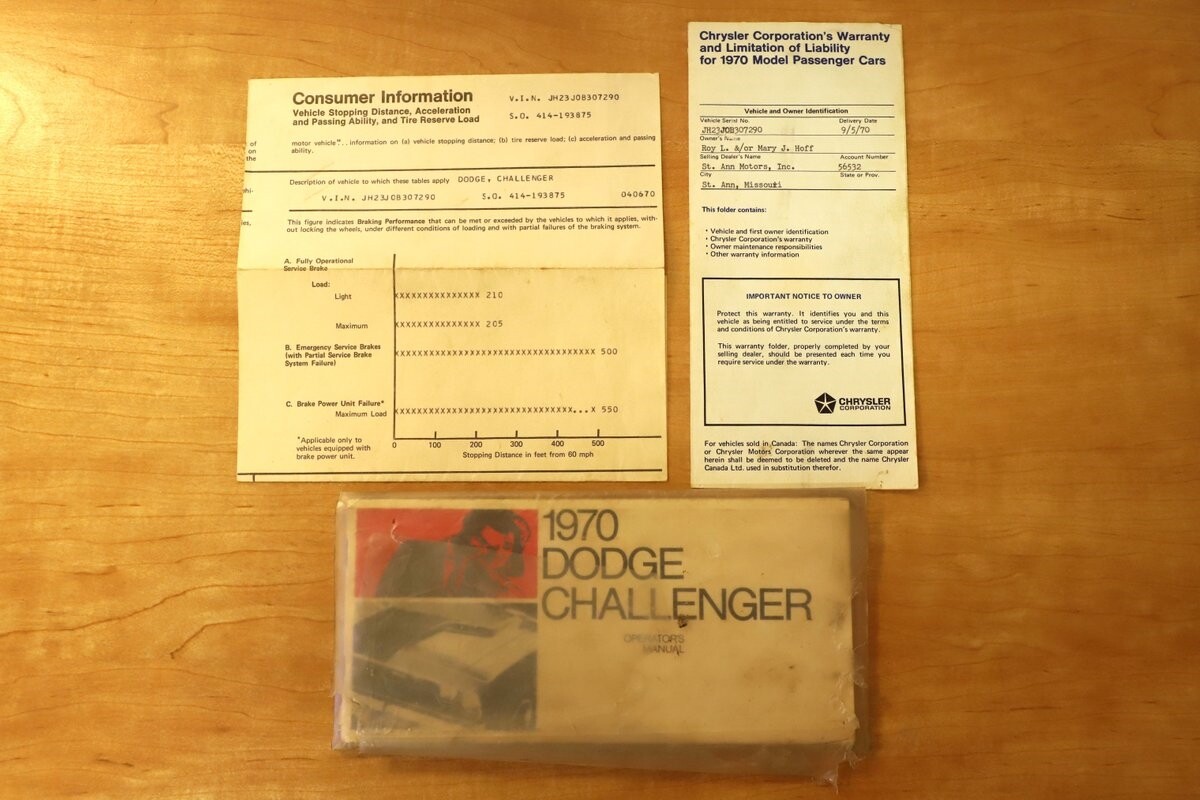 Consumer Information
Vehicle Stopping Distance, Acceleration
and Passing Ability, and Tire Reserve Load
V.I.N. JH23J0B307290
S.O. 414-193875
of
on
the
motor vehicle"... information on (a) vehicle stopping distance; (b) tire reserve load; (c) acceleration and passing
ability.
Description of vehicle to which these tables apply DODGE, CHALLENGER
V.I.N. JH23J0B307290 S.O. 414-193875 040670
This figure indicates Braking Performance that can be met or exceeded by the vehicles to which it applies, with-
out locking the wheels, under different conditions of loading and with partial failures of the braking system.
A. Fully Operational
Service Brake
Load:
Light XXXXXXXXXXXXXXX 210
Maximum XXXXXXXXXXXXXXX 205
B. Emergency Service Brakes
(with Partial Service Brake
System Failure)
XXXXXXXXXXXXXXXXXXXXXXXXXXXXXXXXXXX 500
C. Brake Power Unit Failure*
Maximum Load XXXXXXXXXXXXXXXXXXXXXXXXXXXXXXX...X 550
*Applicable only to
vehicles equipped with
brake power unit.
0 100 200 300 400 500
Stopping Distance in feet from 60 mph
Chrysler Corporation's Warranty
and Limitation of Liability
for 1970 Model Passenger Cars
Vehicle and Owner Identification
Vehicle Serial No. Delivery Date
JH23J0B307290 9/5/70
Owner's Name
Roy L. &/or Mary J. Hoff
Selling Dealer's Name Account Number
St. Ann Motors, Inc. 56532
City State or Prov.
St. Ann, Missouri
This folder contains:
• Vehicle and first owner identification
• Chrysler Corporation's warranty
• Owner maintenance responsibilities
• Other warranty information
IMPORTANT NOTICE TO OWNER
Protect this warranty. It identifies you and this
vehicle as being entitled to service under the terms
and conditions of Chrysler Corporation's warranty.
This warranty folder, properly completed by your
selling dealer, should be presented each time you
require service under the warranty.
CHRYSLER
CORPORATION
For vehicles sold in Canada: The names Chrysler Corporation
or Chrysler Motors Corporation wherever the same appear
herein shall be deemed to be deleted and the name Chrysler
Canada Ltd. used in substitution therefor.
1970
DODGE
CHALLENGER
OPERATOR'S
MANUAL